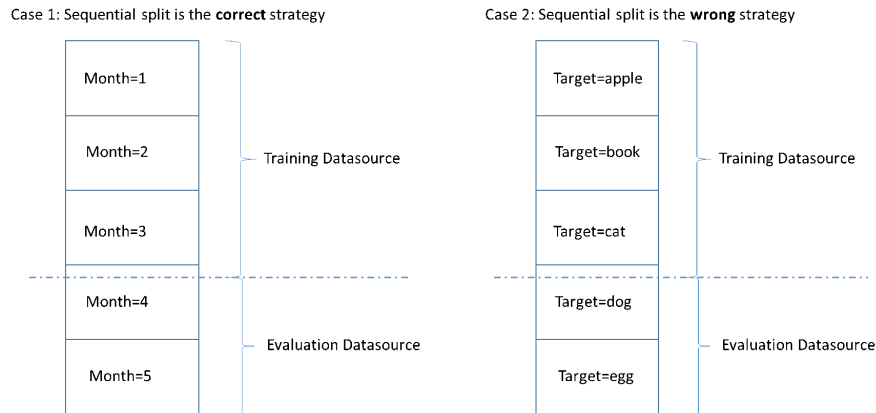 Case 1: Sequential split is the correct strategy
Month=1
Month=2
Training Datasource
Month=3
Month=4
Evaluation Datasource
Month=5
Case 2: Sequential split is the wrong strategy
Target=apple
Target=book
Training Datasource
Target=cat
Target=dog
Evaluation Datasource
Target=egg